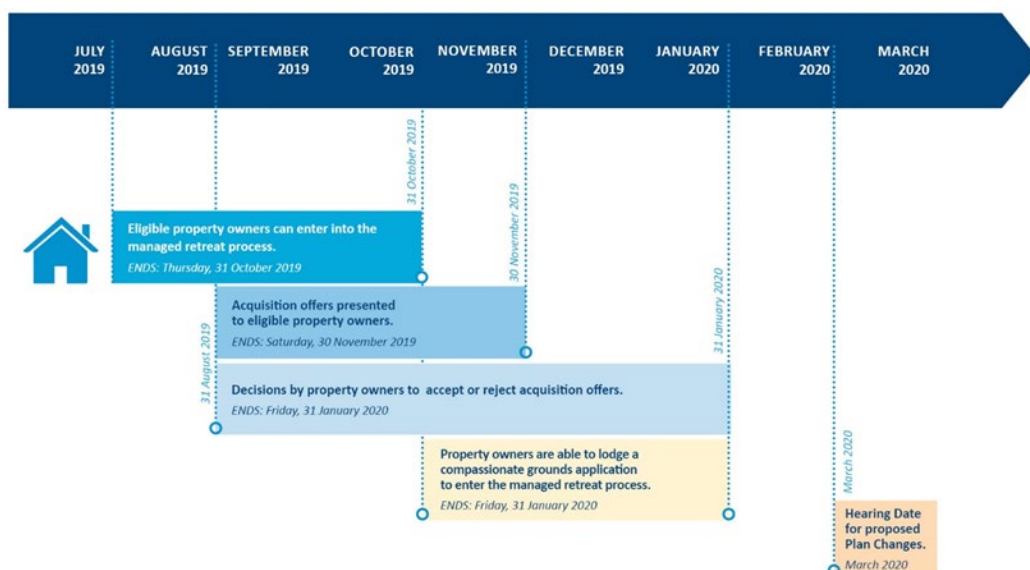 JULY
2019
AUGUST
2019
SEPTEMBER
2019
OCTOBER
2019
NOVEMBER
2019
DECEMBER
2019
JANUARY
2020
FEBRUARY
2020
MARCH
2020
31 October 2019
30 November 2019
31 January 2020
Eligible property owners can enter into the
managed retreat process.
ENDS: Thursday, 31 October 2019
31 August 2019
Acquisition offers presented
to eligible property owners.
ENDS: Saturday, 30 November 2019
Decisions by property owners to accept or reject acquisition offers.
ENDS: Friday, 31 January 2020
Property owners are able to lodge a
compassionate grounds application
to enter the managed retreat process.
ENDS: Friday, 31 January 2020
March 2020
Hearing Date
for proposed
Plan Changes.
March 2020